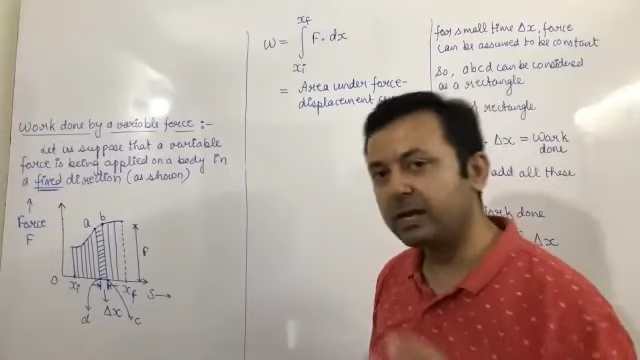 Work done by a variable force :-
Let us suppose that a variable
force is being applied on a body in
a fixed direction (as shown)
↑
Force
F
a
b
F
O
xi
xf
S→
Δx
d
c
W = ∫ F . dx
xf
xi
= Area under force-
displacement
for small time Δx, force
can be assumed to be constant
So, abcd can be considered
as a rectangle
rectangle
. Δx = Work
done
add all these
done
Δx